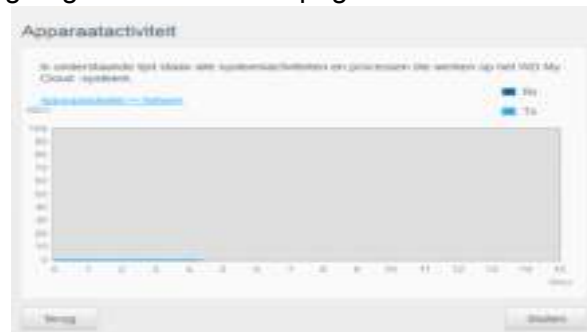 Apparaatactiviteit
In onderstaande lijst staan alle systeemactiviteiten en processen die werken op het WD My
Cloud -systeem.
Apparaatactiviteit — Netwerk
Rx
Tx
100
90
80
70
60
50
40
30
20
10
0
0 1 2 3 4 5 6 7 8 9 10 11 12 13 14 15
Terug
Sluiten